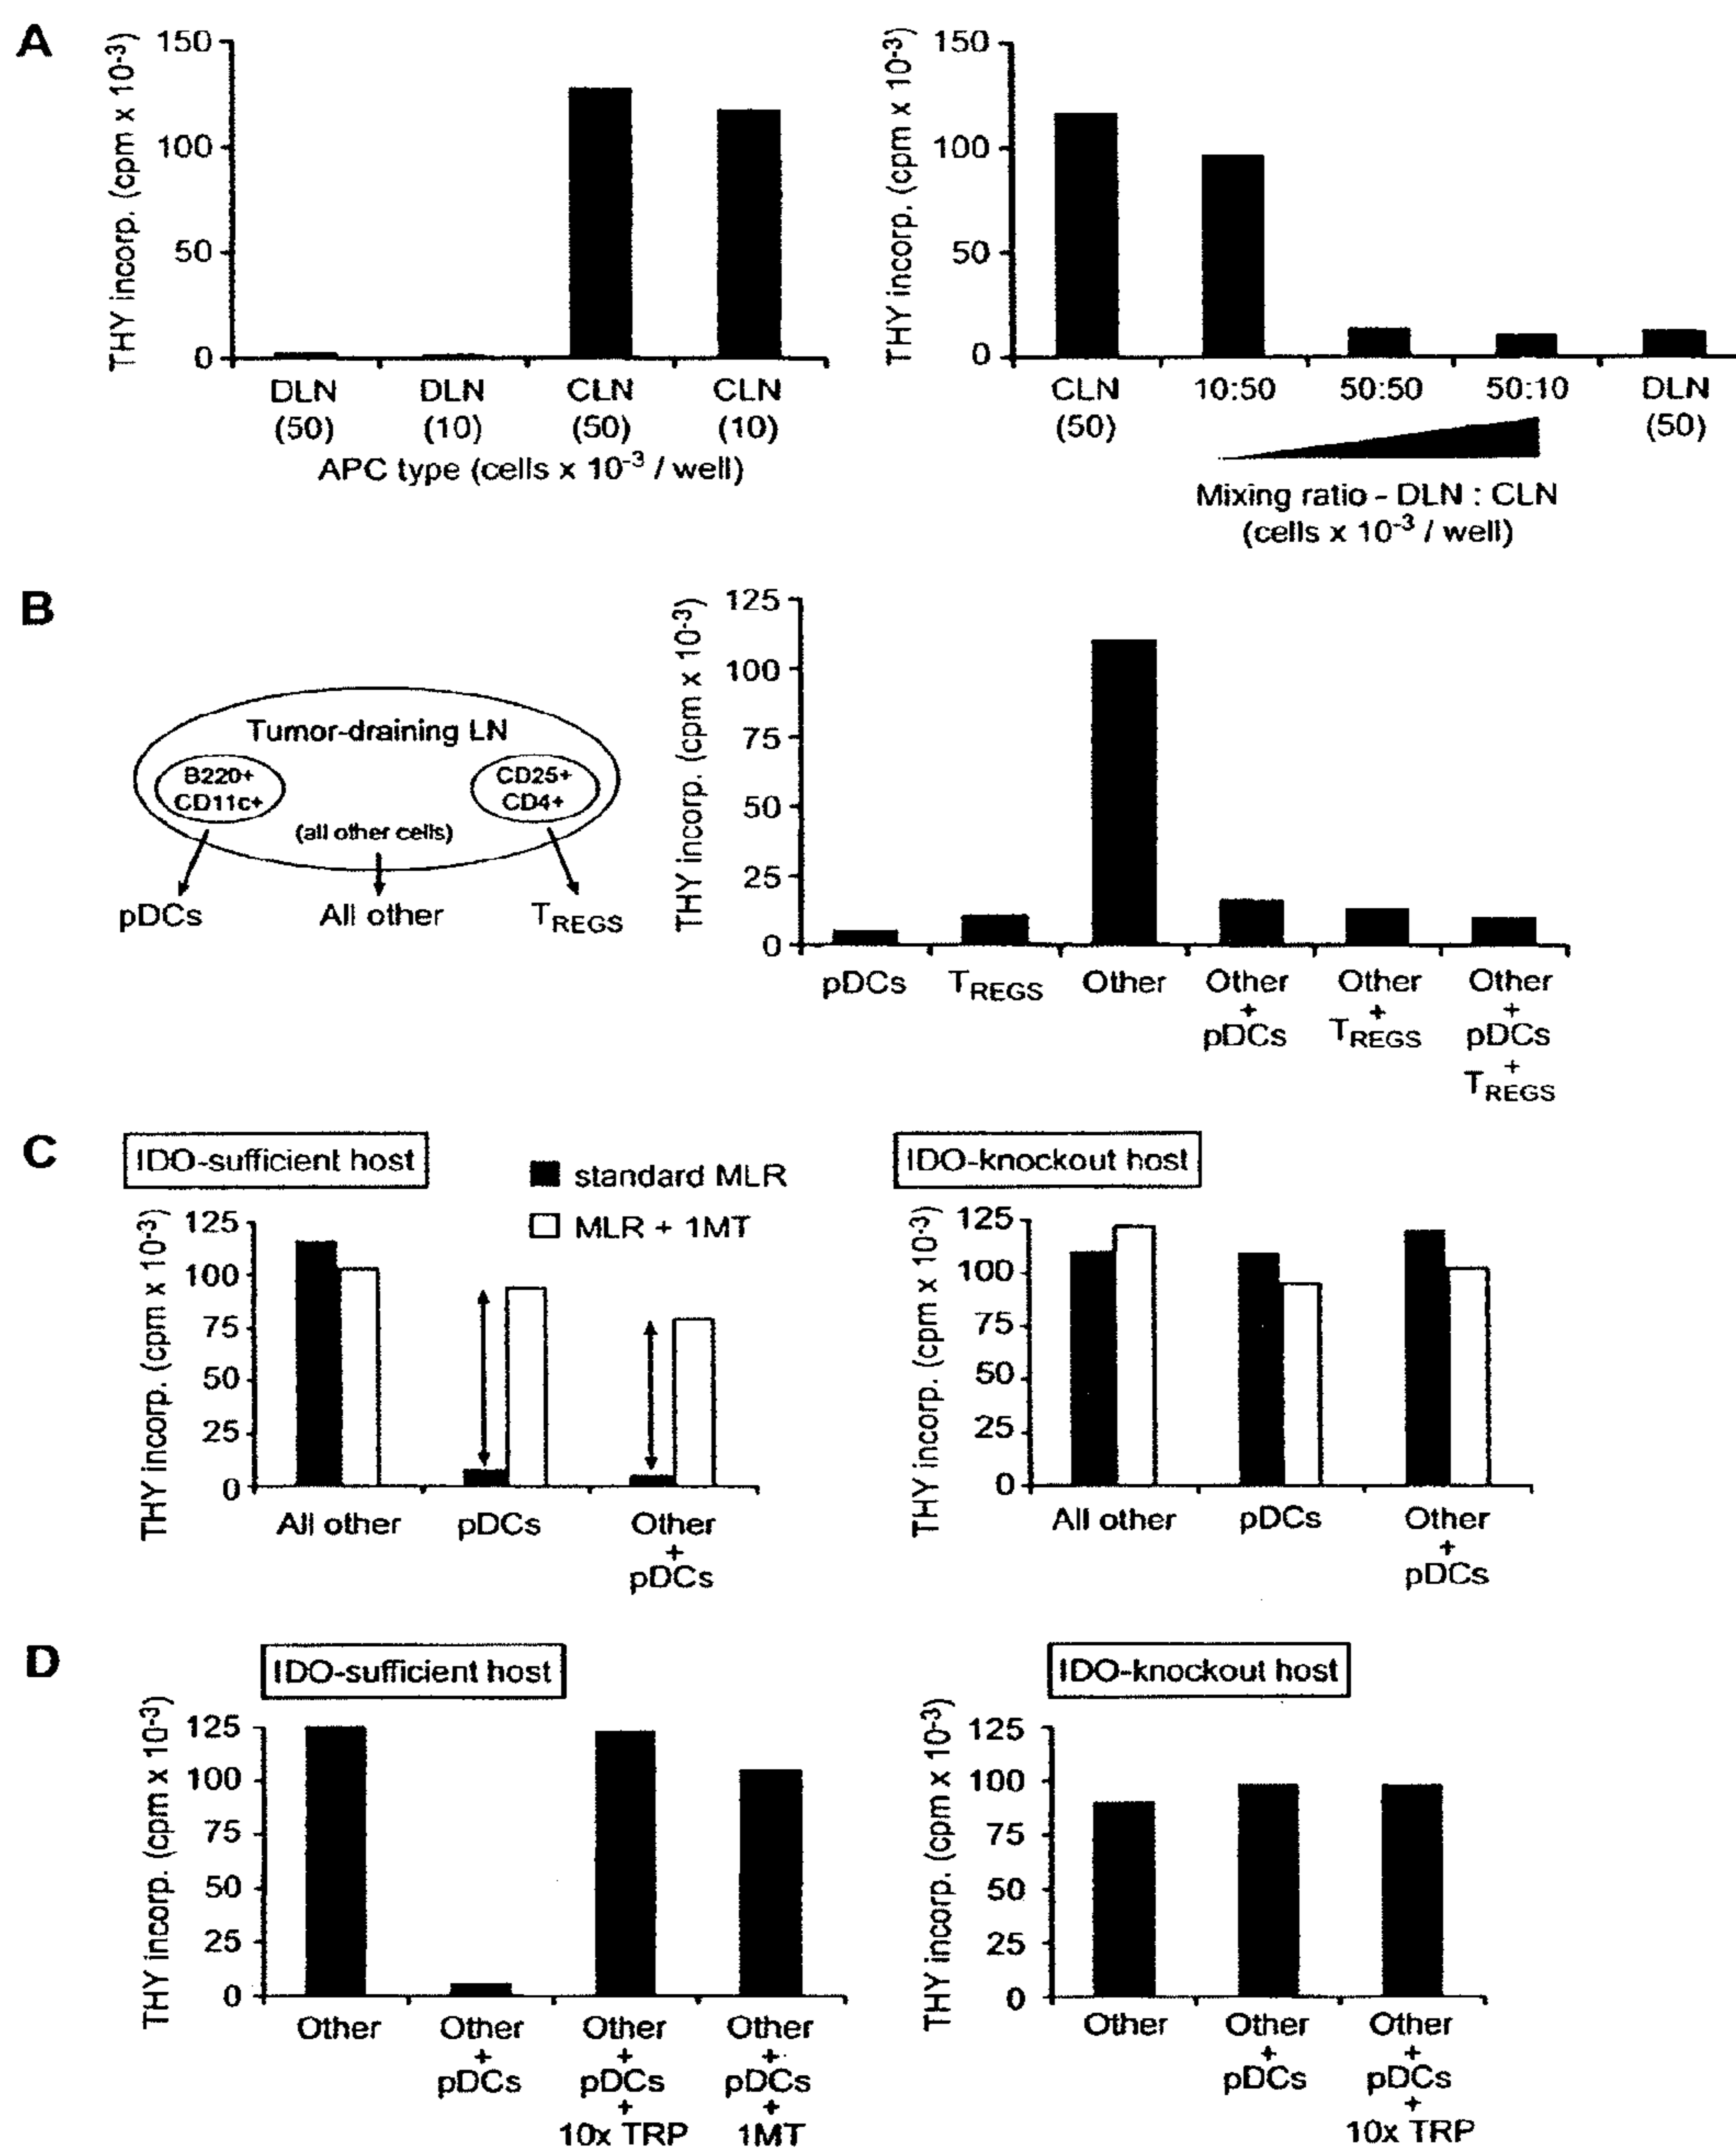 A
THY incorp. (cpm x 10-3)
150
100
50
0
DLN (50)
DLN (10)
CLN (50)
CLN (10)
APC type (cells x 10-3 / well)
THY incorp. (cpm x 10-3)
150
100
50
0
CLN (50)
10:50
50:50
50:10
DLN (50)
Mixing ratio - DLN : CLN
(cells x 10-3 / well)
B
Tumor-draining LN
B220+
CD11c+
CD25+
CD4+
(all other cells)
pDCs
All other
TREGS
THY incorp. (cpm x 10-3)
125
100
75
50
25
0
pDCs
TREGS
Other
Other + pDCs
Other + TREGS
Other + pDCs + TREGS
C
IDO-sufficient host
standard MLR
MLR + 1MT
THY incorp. (cpm x 10-3)
125
100
75
50
25
0
All other
pDCs
Other + pDCs
IDO-knockout host
THY incorp. (cpm x 10-3)
125
100
75
50
25
0
All other
pDCs
Other + pDCs
D
IDO-sufficient host
THY incorp. (cpm x 10-3)
125
100
75
50
25
0
Other
Other + pDCs
Other + pDCs + 10x TRP
Other + pDCs + 1MT
IDO-knockout host
THY incorp. (cpm x 10-3)
125
100
75
50
25
0
Other
Other + pDCs
Other + pDCs + 10x TRP